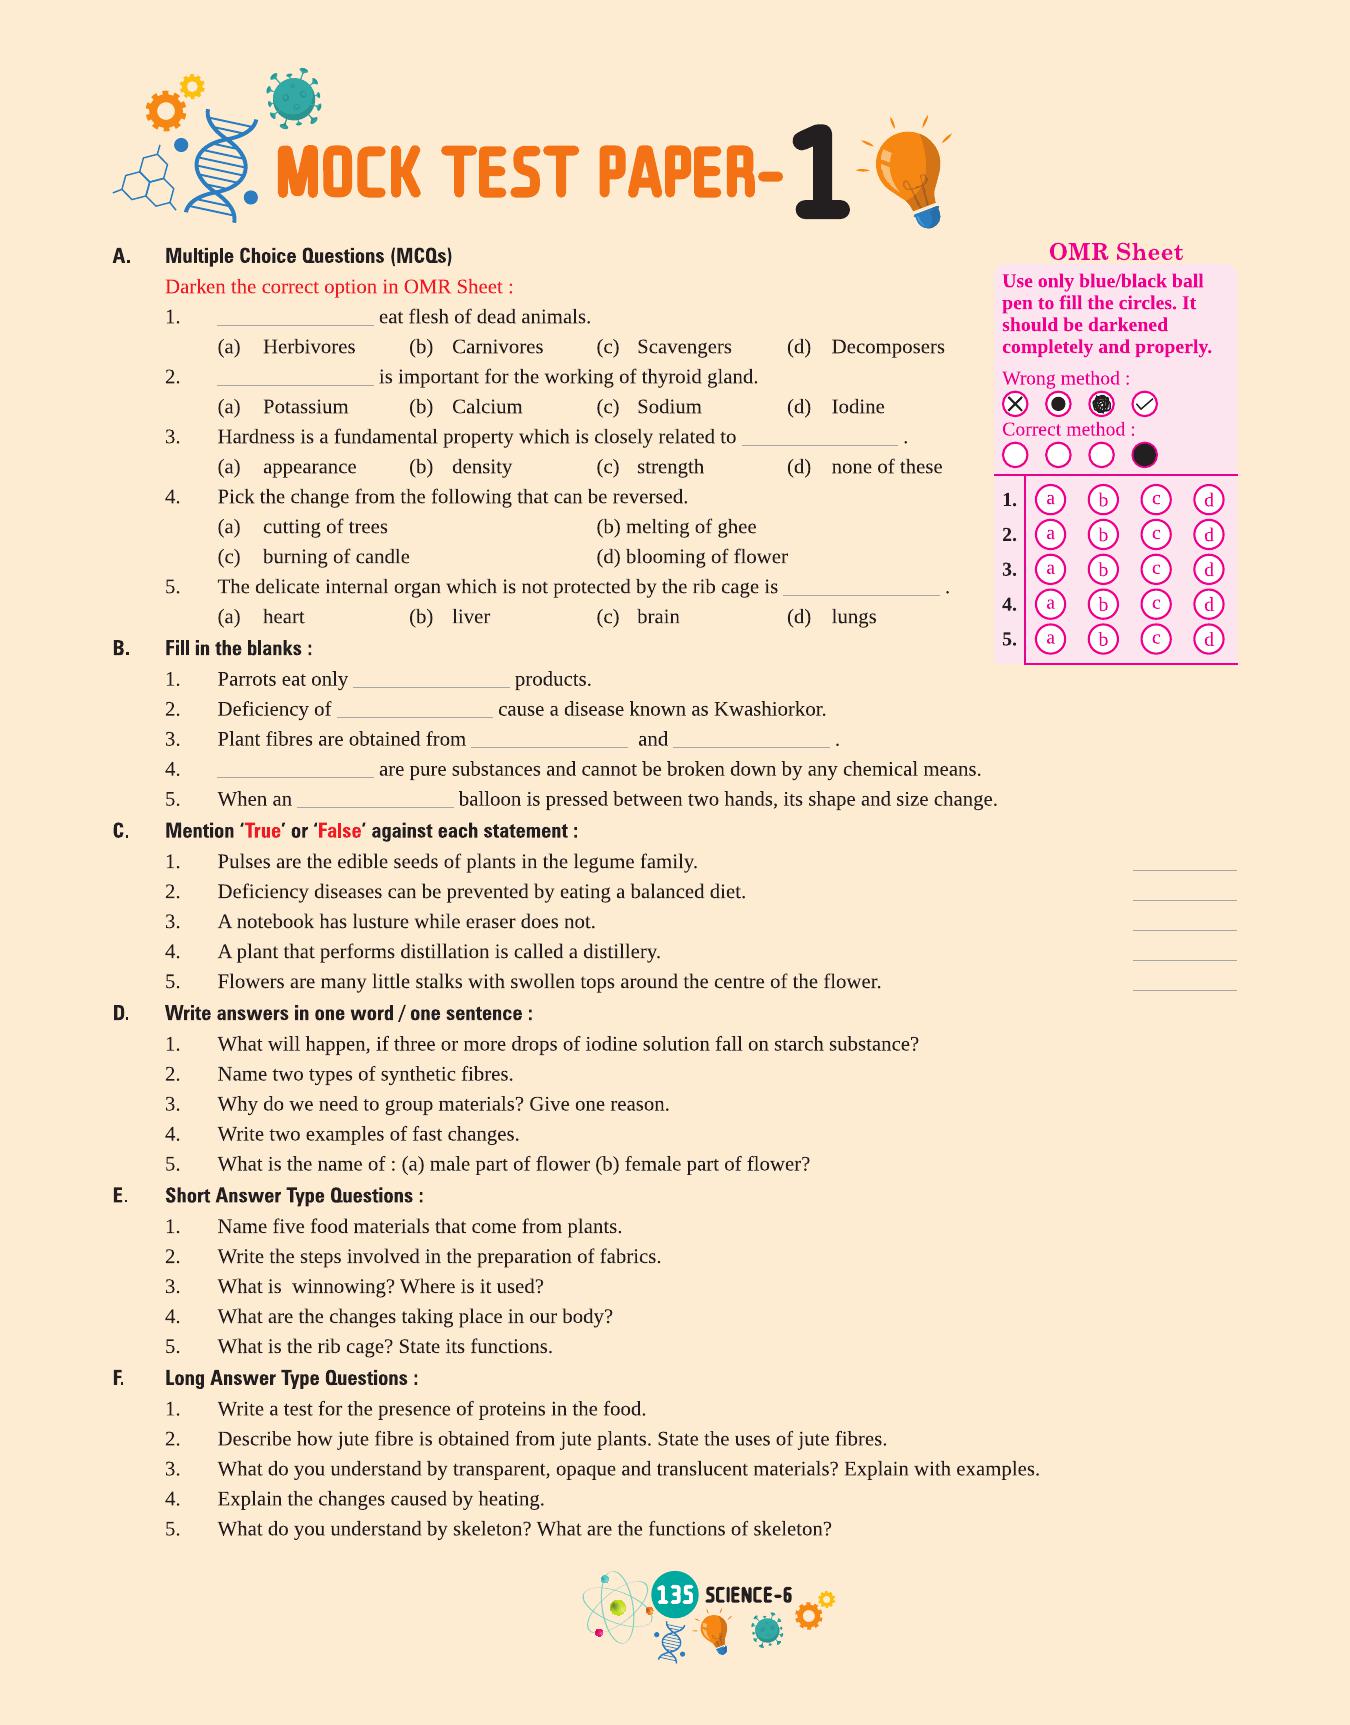 MOCK TEST PAPER-1
A. Multiple Choice Questions (MCQs)
Darken the correct option in OMR Sheet :
1. _______________ eat flesh of dead animals.
(a) Herbivores (b) Carnivores (c) Scavengers (d) Decomposers
2. _______________ is important for the working of thyroid gland.
(a) Potassium (b) Calcium (c) Sodium (d) Iodine
3. Hardness is a fundamental property which is closely related to _______________ .
(a) appearance (b) density (c) strength (d) none of these
4. Pick the change from the following that can be reversed.
(a) cutting of trees (b) melting of ghee
(c) burning of candle (d) blooming of flower
5. The delicate internal organ which is not protected by the rib cage is _______________ .
(a) heart (b) liver (c) brain (d) lungs
OMR Sheet
Use only blue/black ball
pen to fill the circles. It
should be darkened
completely and properly.
Wrong method :
Correct method :
1. a b c d
2. a b c d
3. a b c d
4. a b c d
5. a b c d
B. Fill in the blanks :
1. Parrots eat only _______________ products.
2. Deficiency of _______________ cause a disease known as Kwashiorkor.
3. Plant fibres are obtained from _______________ and _______________ .
4. _______________ are pure substances and cannot be broken down by any chemical means.
5. When an _______________ balloon is pressed between two hands, its shape and size change.
C. Mention ‘True’ or ‘False’ against each statement :
1. Pulses are the edible seeds of plants in the legume family. __________
2. Deficiency diseases can be prevented by eating a balanced diet. __________
3. A notebook has lusture while eraser does not. __________
4. A plant that performs distillation is called a distillery. __________
5. Flowers are many little stalks with swollen tops around the centre of the flower. __________
D. Write answers in one word / one sentence :
1. What will happen, if three or more drops of iodine solution fall on starch substance?
2. Name two types of synthetic fibres.
3. Why do we need to group materials? Give one reason.
4. Write two examples of fast changes.
5. What is the name of : (a) male part of flower (b) female part of flower?
E. Short Answer Type Questions :
1. Name five food materials that come from plants.
2. Write the steps involved in the preparation of fabrics.
3. What is winnowing? Where is it used?
4. What are the changes taking place in our body?
5. What is the rib cage? State its functions.
F. Long Answer Type Questions :
1. Write a test for the presence of proteins in the food.
2. Describe how jute fibre is obtained from jute plants. State the uses of jute fibres.
3. What do you understand by transparent, opaque and translucent materials? Explain with examples.
4. Explain the changes caused by heating.
5. What do you understand by skeleton? What are the functions of skeleton?
135 SCIENCE-6